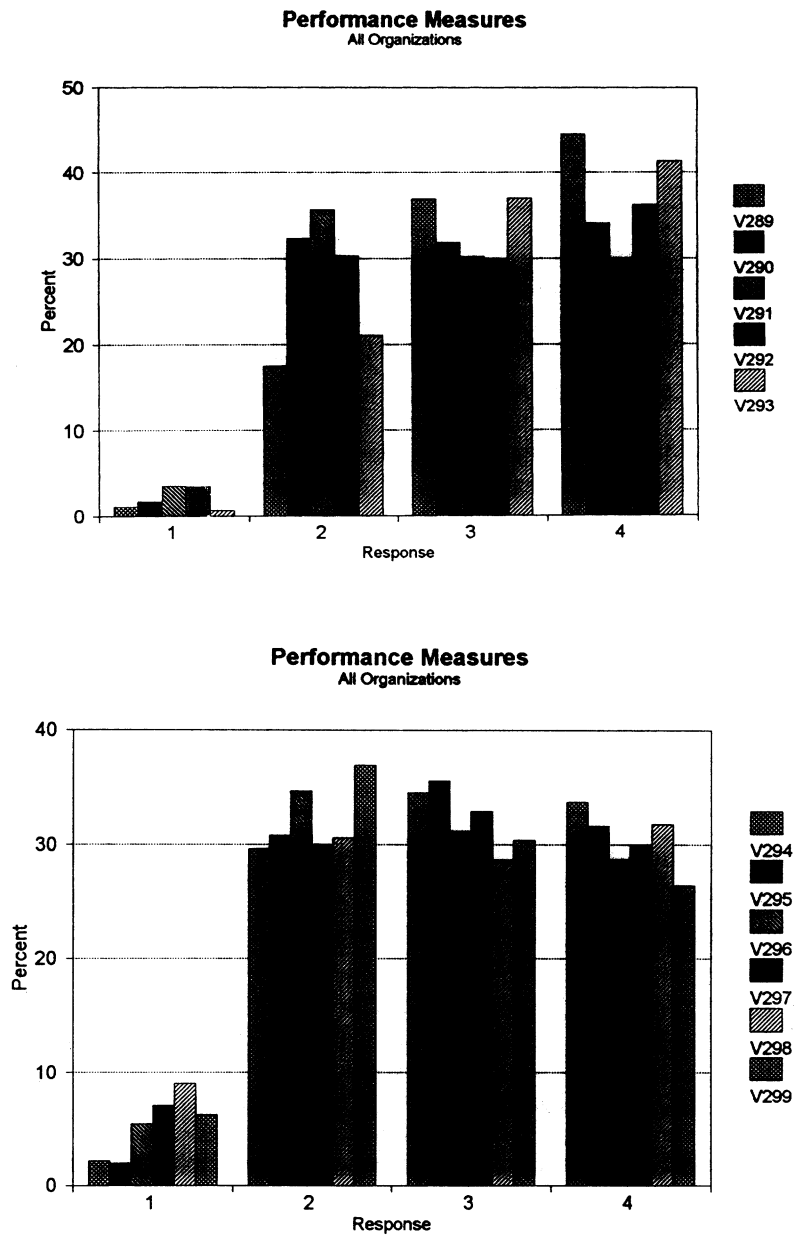 Performance Measures
All Organizations
50
40
30
20
10
0
Percent
1 2 3 4
Response
V289
V290
V291
V292
V293
Performance Measures
All Organizations
40
30
20
10
0
Percent
1 2 3 4
Response
V294
V295
V296
V297
V298
V299